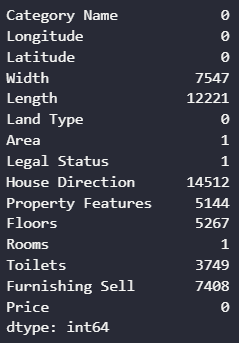 Category Name 0
Longitude 0
Latitude 0
Width 7547
Length 12221
Land Type 0
Area 1
Legal Status 1
House Direction 14512
Property Features 5144
Floors 5267
Rooms 1
Toilets 3749
Furnishing Sell 7408
Price 0
dtype: int64